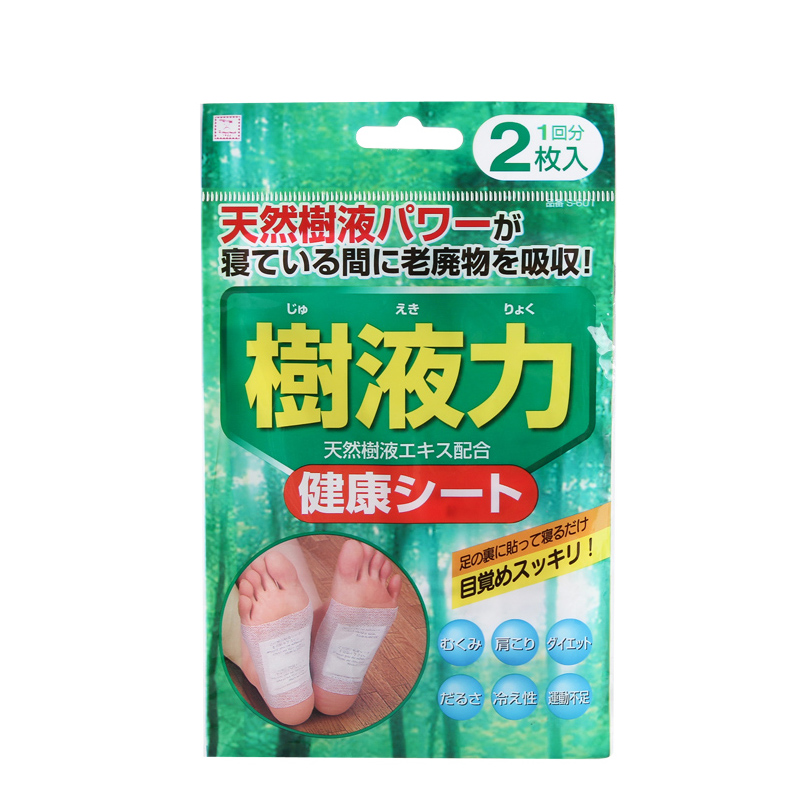 1回分
2枚入
天然樹液パワーが
寝ている間に老廃物を吸収!
じゅ えき りょく
樹液力
天然樹液エキス配合
健康シート
足の裏に貼って寝るだけ
目覚めスッキリ!
むくみ 肩こり ダイエット
だるさ 冷え性 運動不足